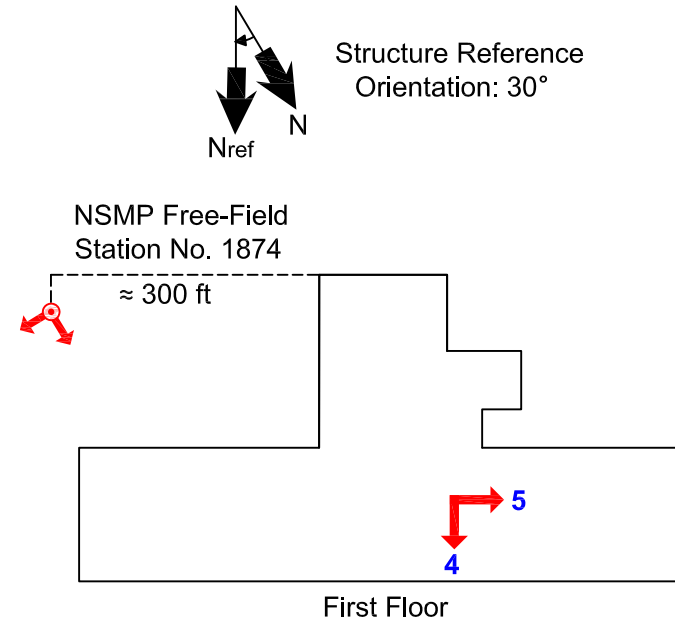 Structure Reference
Orientation: 30°
N
Nref
NSMP Free-Field
Station No. 1874
≈ 300 ft
5
4
First Floor